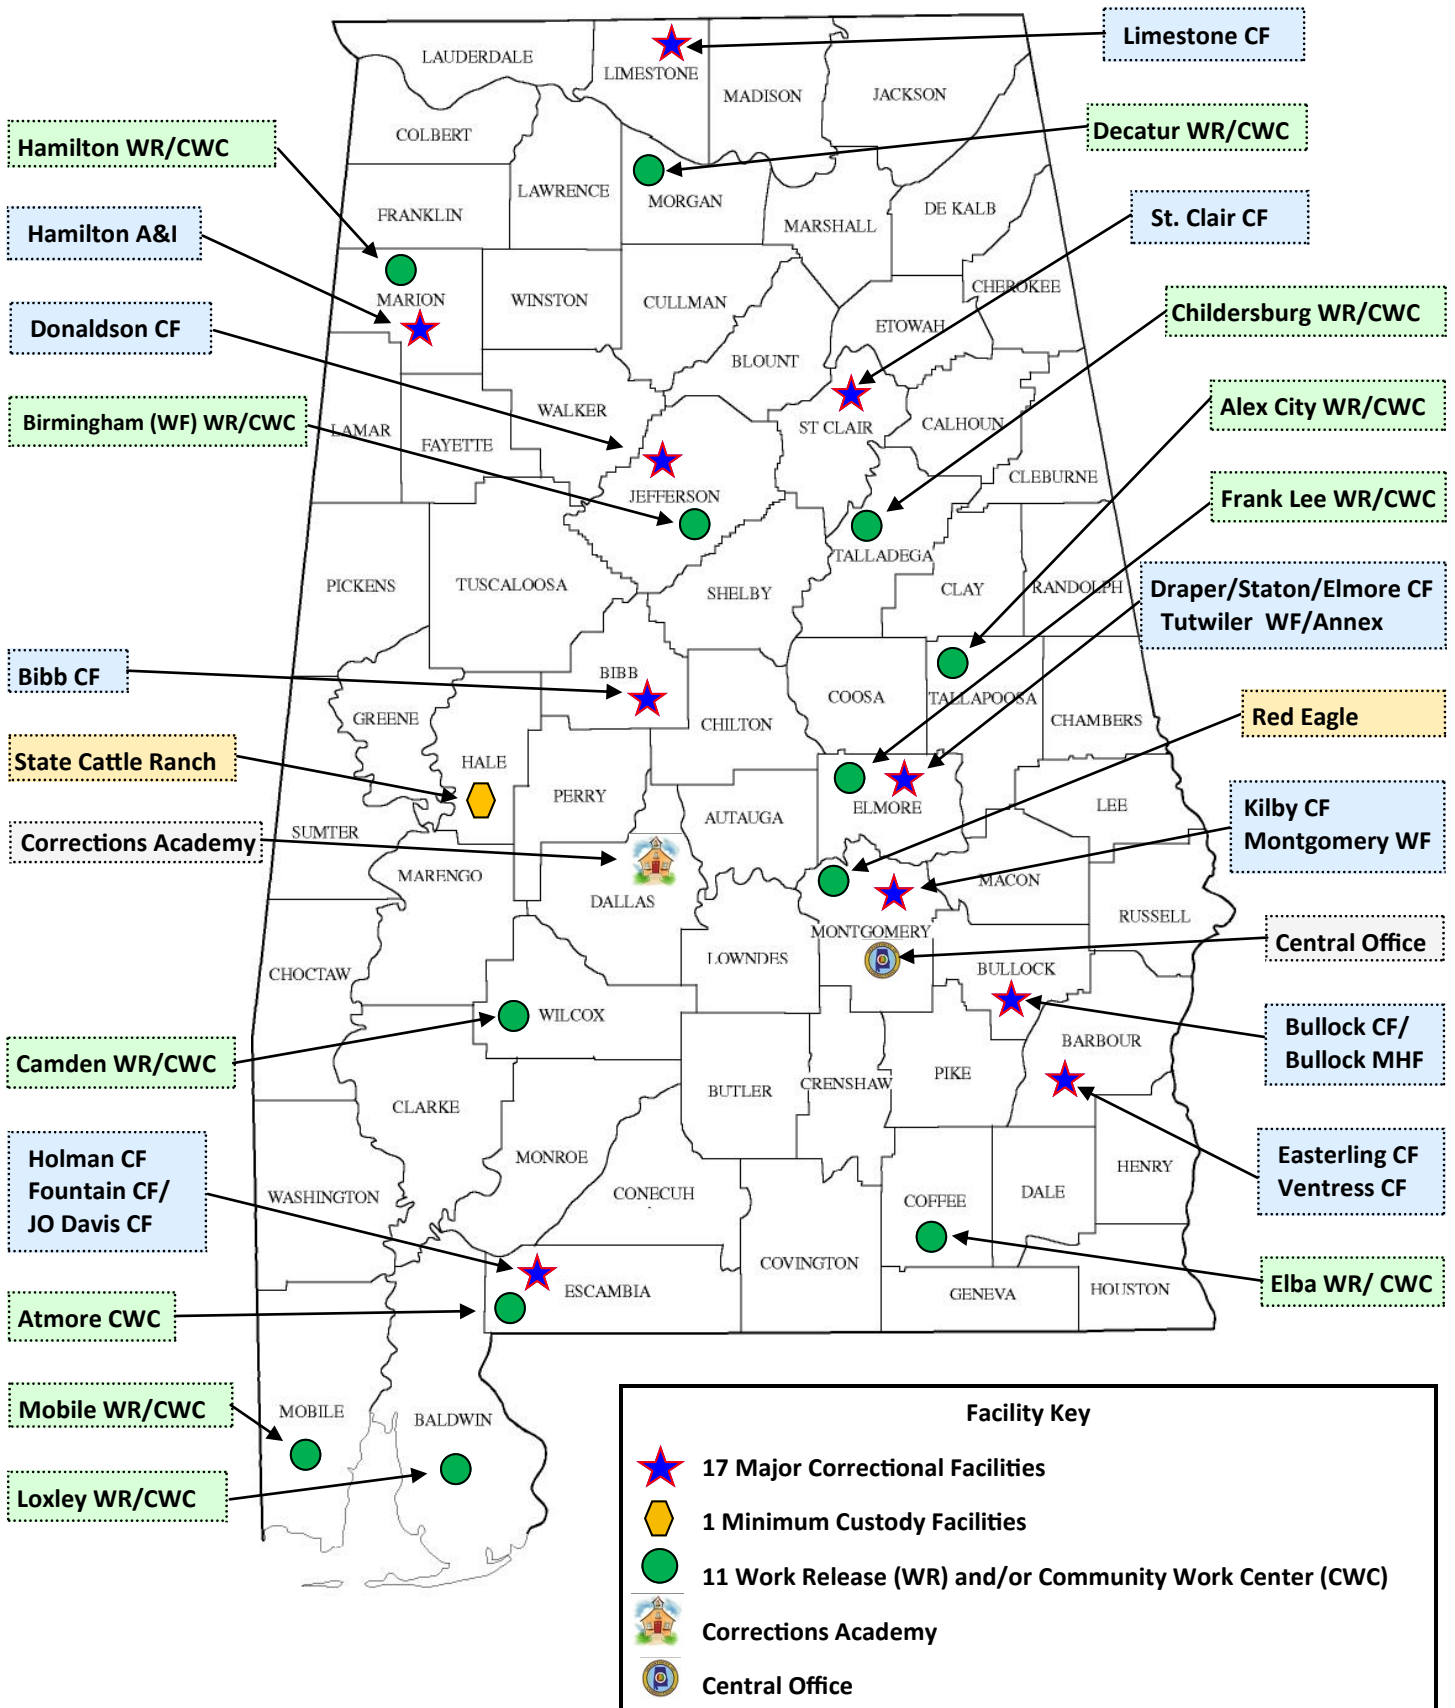 Limestone CF
Decatur WR/CWC
St. Clair CF
Childersburg WR/CWC
Alex City WR/CWC
Frank Lee WR/CWC
Draper/Staton/Elmore CF
Tutwiler WF/Annex
Red Eagle
Kilby CF
Montgomery WF
Central Office
Bullock CF/
Bullock MHF
Easterling CF
Ventress CF
Elba WR/ CWC
Hamilton WR/CWC
Hamilton A&I
Donaldson CF
Birmingham (WF) WR/CWC
Bibb CF
State Cattle Ranch
Corrections Academy
Camden WR/CWC
Holman CF
Fountain CF/
JO Davis CF
Atmore CWC
Mobile WR/CWC
Loxley WR/CWC
LAUDERDALE
LIMESTONE
MADISON
JACKSON
COLBERT
LAWRENCE
MORGAN
FRANKLIN
MARSHALL
DE KALB
MARION
WINSTON
CULLMAN
CHEROKEE
ETOWAH
BLOUNT
WALKER
LAMAR
FAYETTE
ST CLAIR
CALHOUN
CLEBURNE
JEFFERSON
TALLADEGA
PICKENS
TUSCALOOSA
SHELBY
CLAY
RANDOLPH
BIBB
COOSA
TALLAPOOSA
CHAMBERS
GREENE
CHILTON
HALE
PERRY
AUTAUGA
ELMORE
LEE
SUMTER
MARENGO
DALLAS
MACON
RUSSELL
MONTGOMERY
LOWNDES
BULLOCK
CHOCTAW
WILCOX
BARBOUR
PIKE
CRENSHAW
BUTLER
CLARKE
MONROE
CONECUH
WASHINGTON
COFFEE
DALE
HENRY
COVINGTON
ESCAMBIA
GENEVA
HOUSTON
MOBILE
BALDWIN
Facility Key
17 Major Correctional Facilities
1 Minimum Custody Facilities
11 Work Release (WR) and/or Community Work Center (CWC)
Corrections Academy
Central Office